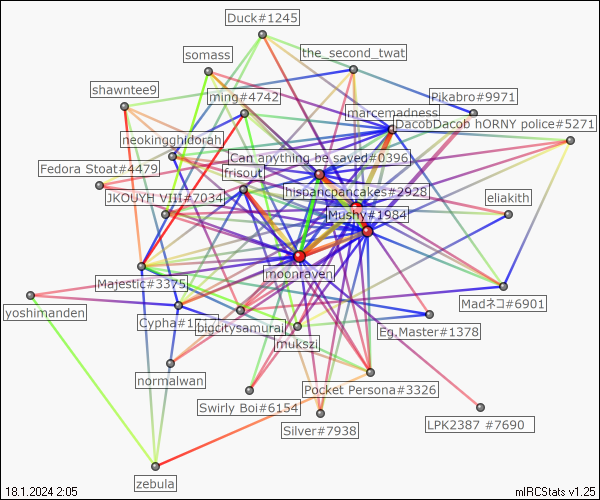 Duck#1245
somass
the_second_twat
shawntee9
ming#4742
Pikabro#9971
marcemadness
DacobDacob hORNY police#5271
neokingghidorah
Can anything be saved#0396
Fedora Stoat#4479
frisout
hisparicpancakes#2928
JKOUYH VIII#7034
eliakith
Mushy#1984
moonraven
Majestic#3375
Madネコ#6901
yoshimanden
Cypha#1
bigcitysamurai
Eg.Master#1378
mukszi
normalwan
Pocket Persona#3326
Swirly Boi#6154
Silver#7938
LPK2387 #7690
zebula
18.1.2024 2:05
mIRCStats v1.25